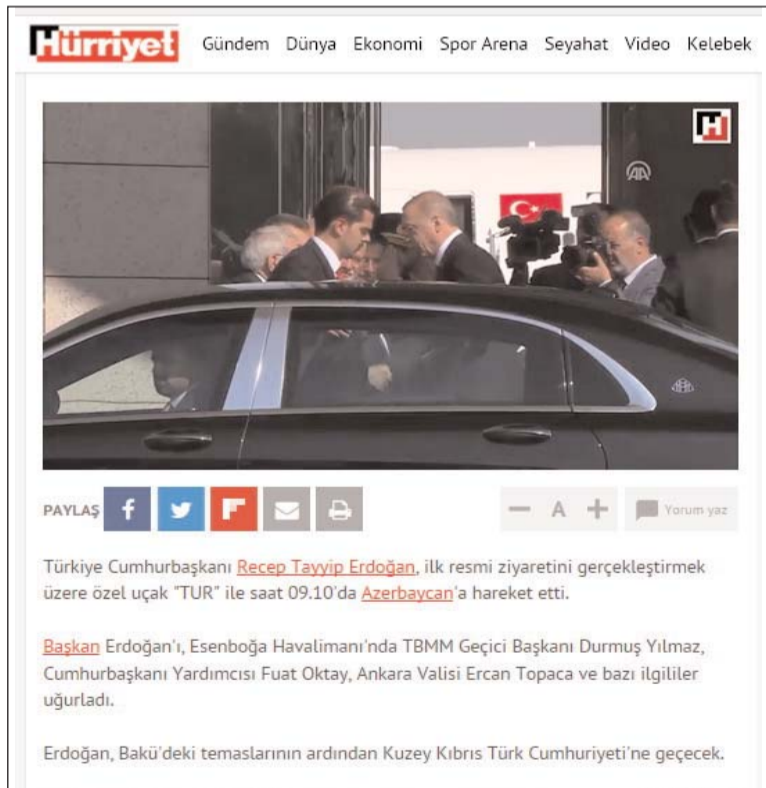 Hürriyet Gündem Dünya Ekonomi Spor Arena Seyahat Video Kelebek
H
AA
PAYLAŞ f − A + Yorum yaz
Türkiye Cumhurbaşkanı Recep Tayyip Erdoğan, ilk resmi ziyaretini gerçekleştirmek
üzere özel uçak "TUR" ile saat 09.10'da Azerbaycan'a hareket etti.
Başkan Erdoğan'ı, Esenboğa Havalimanı'nda TBMM Geçici Başkanı Durmuş Yılmaz,
Cumhurbaşkanı Yardımcısı Fuat Oktay, Ankara Valisi Ercan Topaca ve bazı ilgililer
uğurladı.
Erdoğan, Bakü'deki temaslarının ardından Kuzey Kıbrıs Türk Cumhuriyeti'ne geçecek.